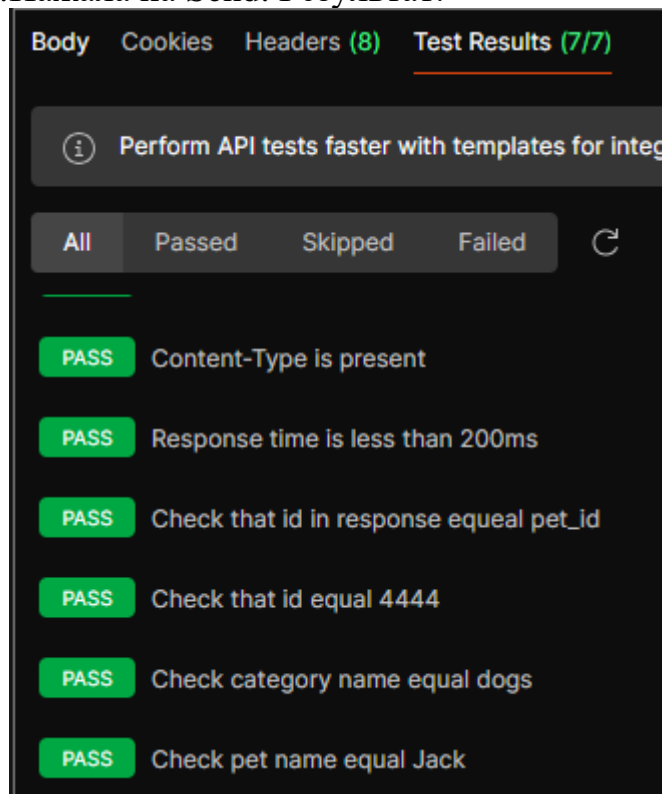 Body Cookies Headers (8) Test Results (7/7)
Perform API tests faster with templates for integ
All Passed Skipped Failed
PASS Content-Type is present
PASS Response time is less than 200ms
PASS Check that id in response equeal pet_id
PASS Check that id equal 4444
PASS Check category name equal dogs
PASS Check pet name equal Jack